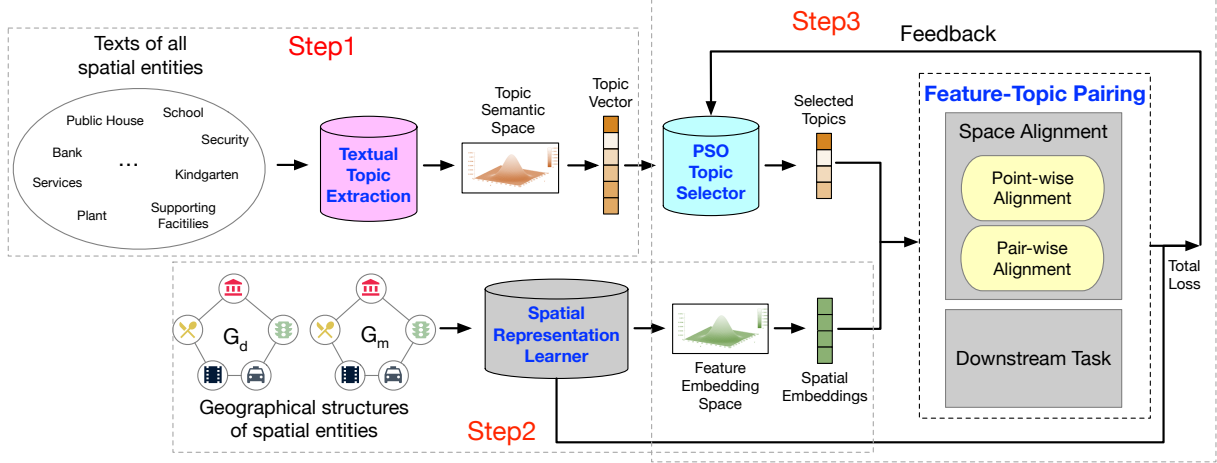 Step1
Texts of all
spatial entities
Public House
School
Security
Bank
...
Kindgarten
Services
Plant
Supporting
Facitilies
Textual
Topic
Extraction
Topic
Semantic
Space
Topic
Vector
Step3
Feedback
PSO
Topic
Selector
Selected
Topics
Feature-Topic Pairing
Space Alignment
Point-wise
Alignment
Pair-wise
Alignment
Downstream Task
Total
Loss
G_d
G_m
Geographical structures
of spatial entities
Step2
Spatial
Representation
Learner
Feature
Embedding
Space
Spatial
Embeddings